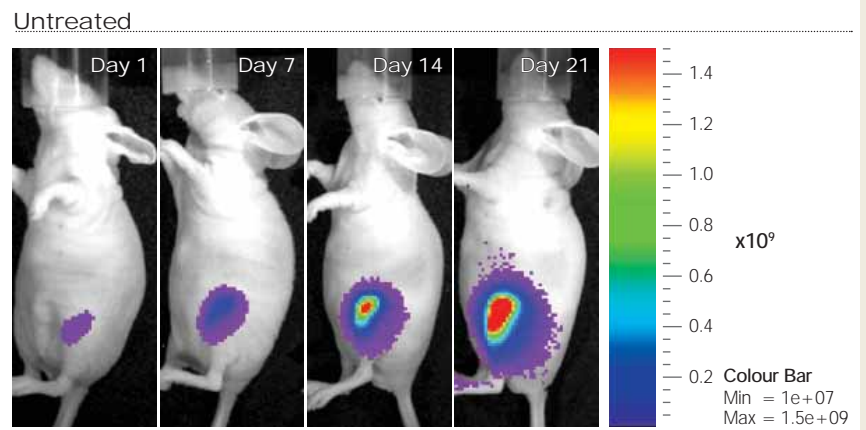 Untreated
Day 1
Day 7
Day 14
Day 21
1.4
1.2
1.0
0.8
x10⁹
0.6
0.4
0.2
Colour Bar
Min = 1e+07
Max = 1.5e+09